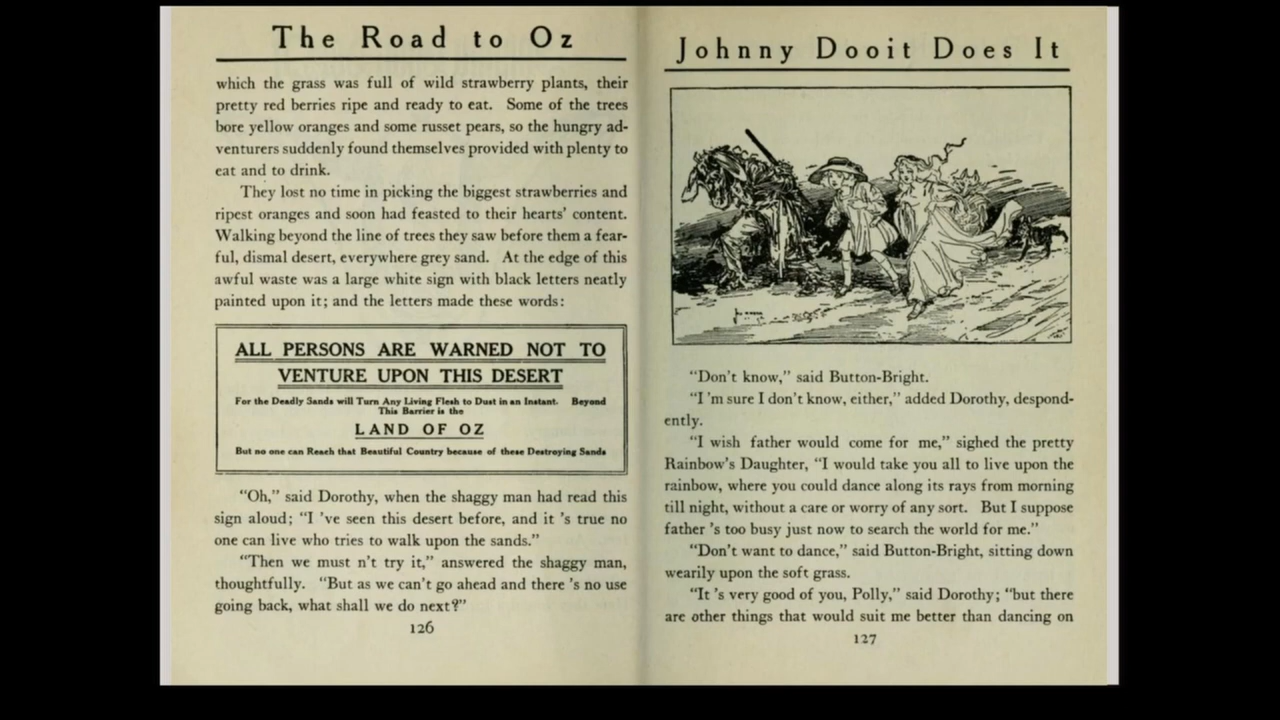 The Road to Oz
which the grass was full of wild strawberry plants, their
pretty red berries ripe and ready to eat. Some of the trees
bore yellow oranges and some russet pears, so the hungry ad-
venturers suddenly found themselves provided with plenty to
eat and to drink.
They lost no time in picking the biggest strawberries and
ripest oranges and soon had feasted to their hearts' content.
Walking beyond the line of trees they saw before them a fear-
ful, dismal desert, everywhere grey sand. At the edge of this
awful waste was a large white sign with black letters neatly
painted upon it; and the letters made these words:
ALL PERSONS ARE WARNED NOT TO
VENTURE UPON THIS DESERT
For the Deadly Sands will Turn Any Living Flesh to Dust in an Instant. Beyond
This Barrier is the
LAND OF OZ
But no one can Reach that Beautiful Country because of these Destroying Sands
"Oh," said Dorothy, when the shaggy man had read this
sign aloud; "I 've seen this desert before, and it 's true no
one can live who tries to walk upon the sands."
"Then we must n't try it," answered the shaggy man,
thoughtfully. "But as we can't go ahead and there 's no use
going back, what shall we do next?"
126
Johnny Dooit Does It
"Don't know," said Button-Bright.
"I 'm sure I don't know, either," added Dorothy, despond-
ently.
"I wish father would come for me," sighed the pretty
Rainbow's Daughter, "I would take you all to live upon the
rainbow, where you could dance along its rays from morning
till night, without a care or worry of any sort. But I suppose
father 's too busy just now to search the world for me."
"Don't want to dance," said Button-Bright, sitting down
wearily upon the soft grass.
"It 's very good of you, Polly," said Dorothy; "but there
are other things that would suit me better than dancing on
127